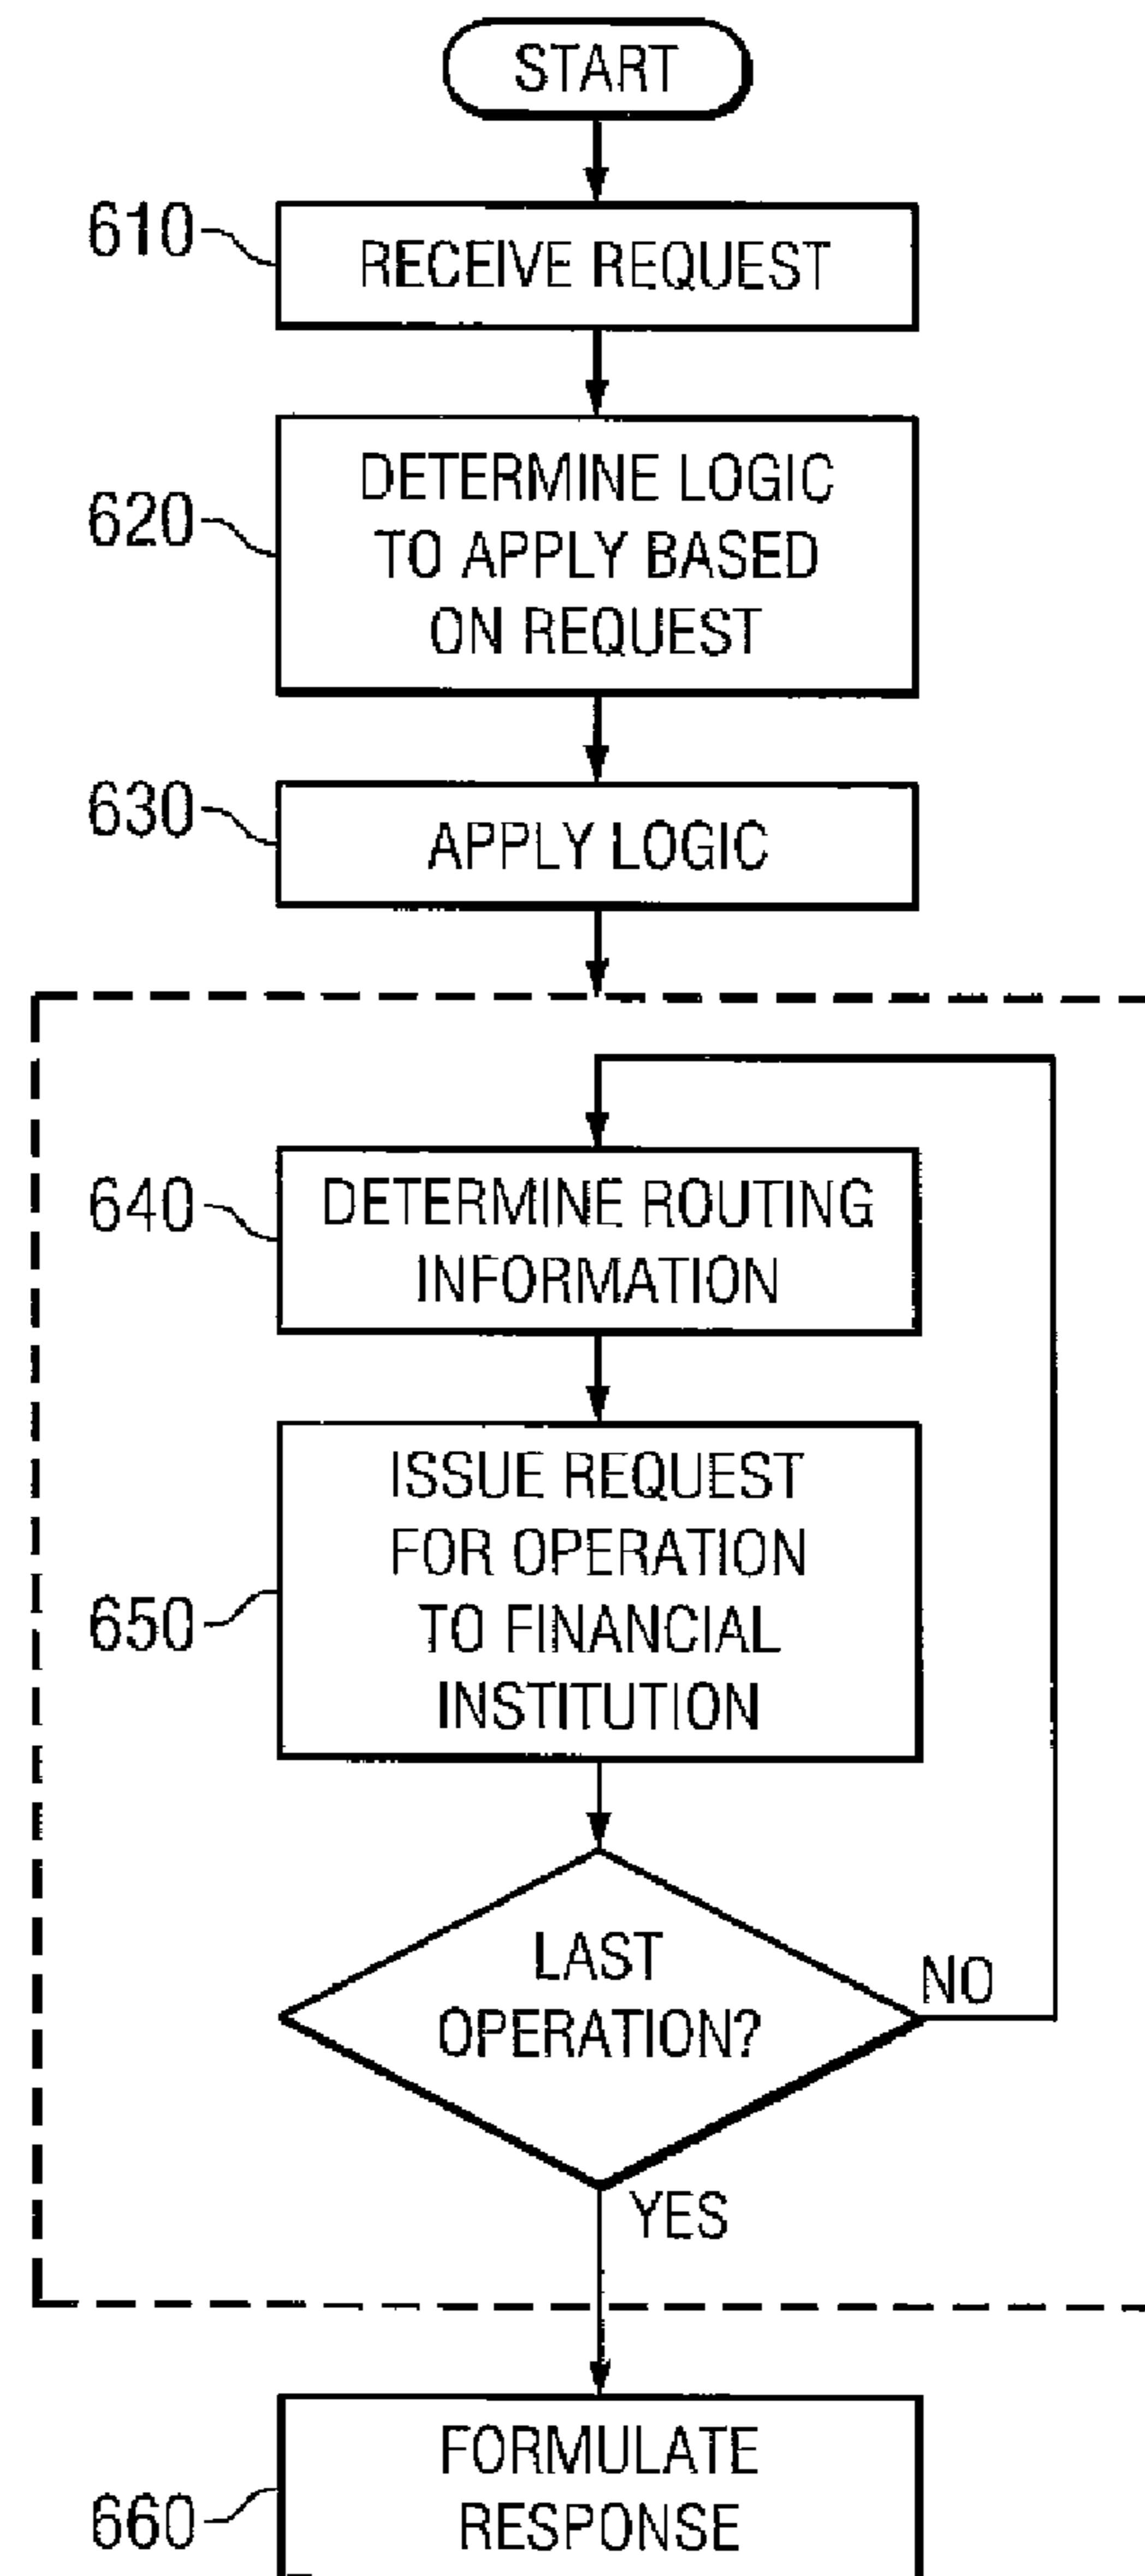 START
610
RECEIVE REQUEST
620
DETERMINE LOGIC
TO APPLY BASED
ON REQUEST
630
APPLY LOGIC
640
DETERMINE ROUTING
INFORMATION
650
ISSUE REQUEST
FOR OPERATION
TO FINANCIAL
INSTITUTION
LAST
OPERATION?
NO
YES
660
FORMULATE
RESPONSE